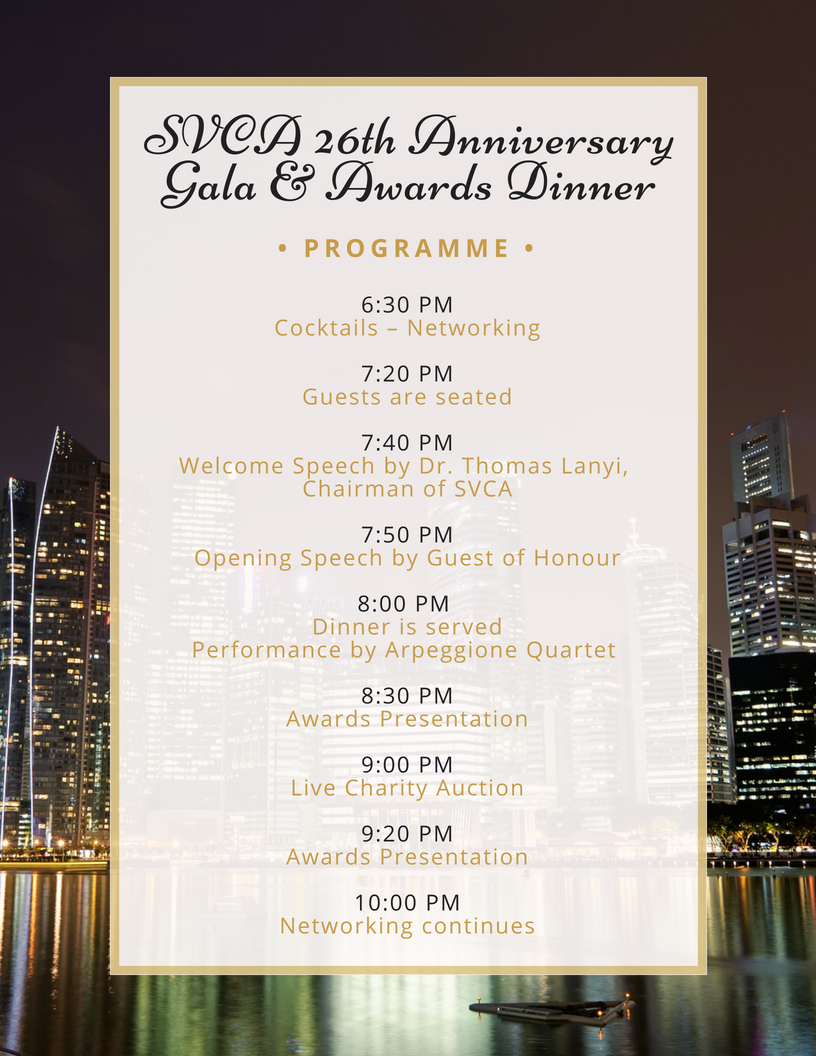 SVCA 26th Anniversary
Gala & Awards Dinner
• PROGRAMME •
6:30 PM
Cocktails – Networking
7:20 PM
Guests are seated
7:40 PM
Welcome Speech by Dr. Thomas Lanyi,
Chairman of SVCA
7:50 PM
Opening Speech by Guest of Honour
8:00 PM
Dinner is served
Performance by Arpeggione Quartet
8:30 PM
Awards Presentation
9:00 PM
Live Charity Auction
9:20 PM
Awards Presentation
10:00 PM
Networking continues